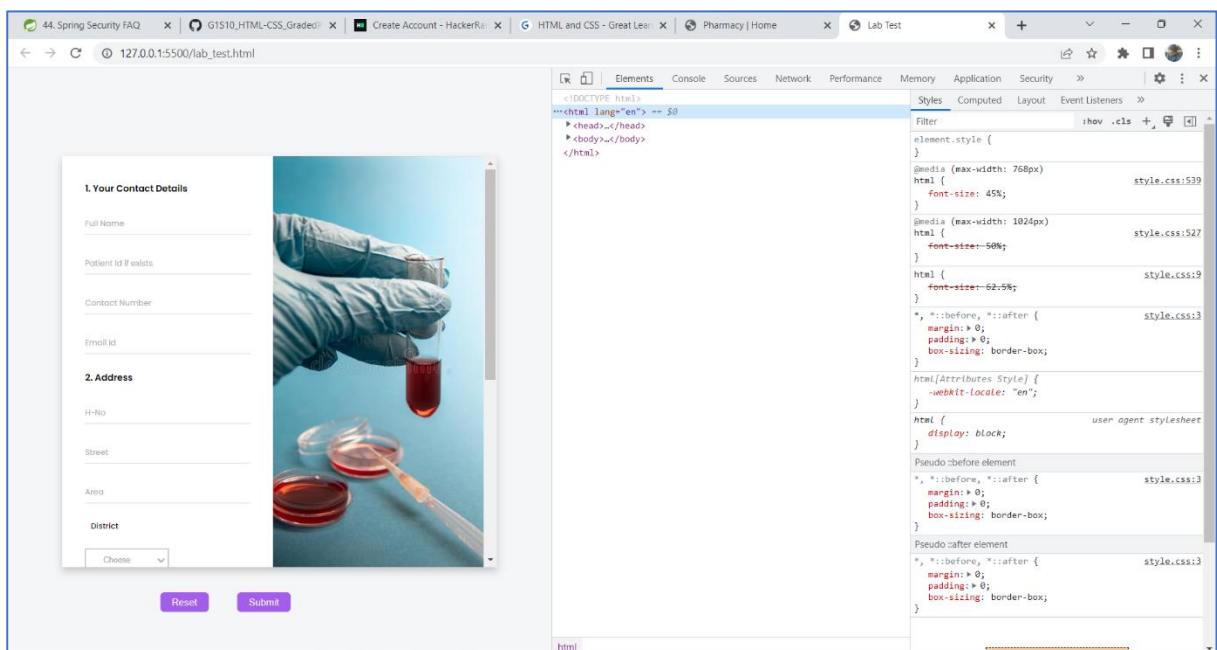 44. Spring Security FAQ
G1S10_HTML-CSS_Graded
Create Account - HackerRa
HTML and CSS - Great Lear
Pharmacy | Home
Lab Test
127.0.0.1:5500/lab_test.html
1. Your Contact Details
Full Name
Patient Id if exists
Contact Number
Email Id
2. Address
H-No
Street
Area
District
Choose
Reset Submit
Elements Console Sources Network Performance Memory Application Security »
<!DOCTYPE html>
···<html lang="en"> == $0
<head>…</head>
<body>…</body>
</html>
html
Styles Computed Layout Event Listeners »
Filter :hov .cls +
element.style {
}
@media (max-width: 768px)
html { style.css:539
font-size: 45%;
}
@media (max-width: 1024px)
html { style.css:527
font-size: 50%;
}
html { style.css:9
font-size: 62.5%;
}
*, *::before, *::after { style.css:3
margin: 0;
padding: 0;
box-sizing: border-box;
}
html[Attributes Style] {
-webkit-locale: "en";
}
html { user agent stylesheet
display: block;
}
Pseudo ::before element
*, *::before, *::after { style.css:3
margin: 0;
padding: 0;
box-sizing: border-box;
}
Pseudo ::after element
*, *::before, *::after { style.css:3
margin: 0;
padding: 0;
box-sizing: border-box;
}